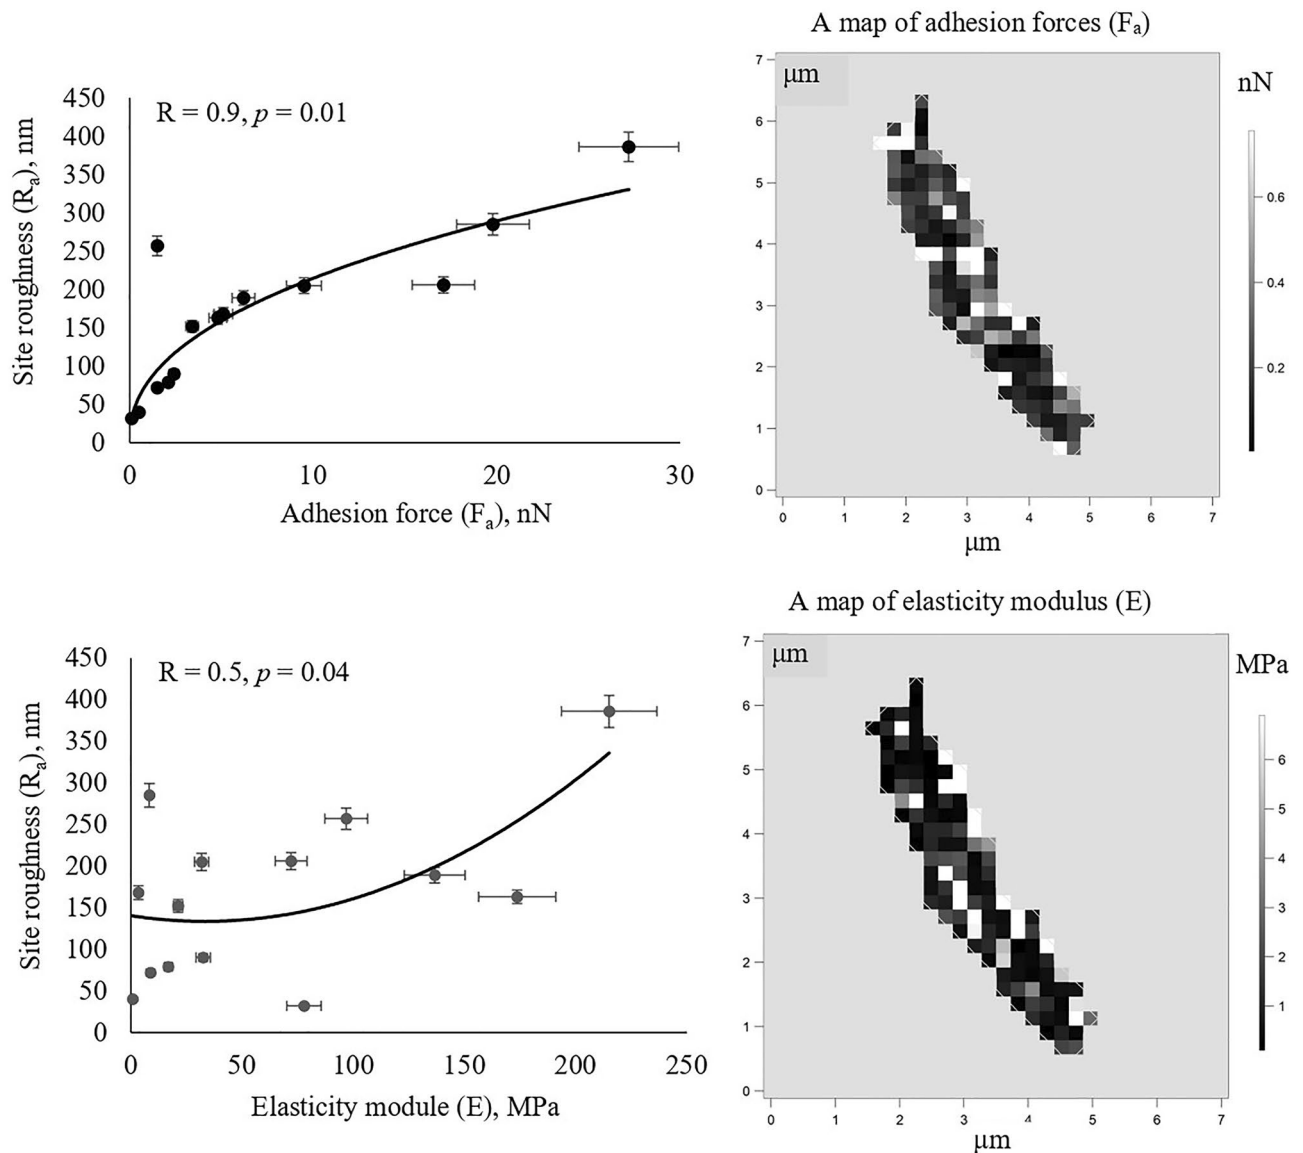 A map of adhesion forces (Fa)
R = 0.9, p = 0.01
Site roughness (Ra), nm
450
400
350
300
250
200
150
100
50
0
0 10 20 30
Adhesion force (Fa), nN
μm
nN
7
6
5
4
3
2
1
0
0 1 2 3 4 5 6 7
μm
0.6
0.4
0.2
A map of elasticity modulus (E)
R = 0.5, p = 0.04
Site roughness (Ra), nm
450
400
350
300
250
200
150
100
50
0
0 50 100 150 200 250
Elasticity module (E), MPa
μm
MPa
7
6
5
4
3
2
1
0
0 1 2 3 4 5 6 7
μm
6
5
4
3
2
1